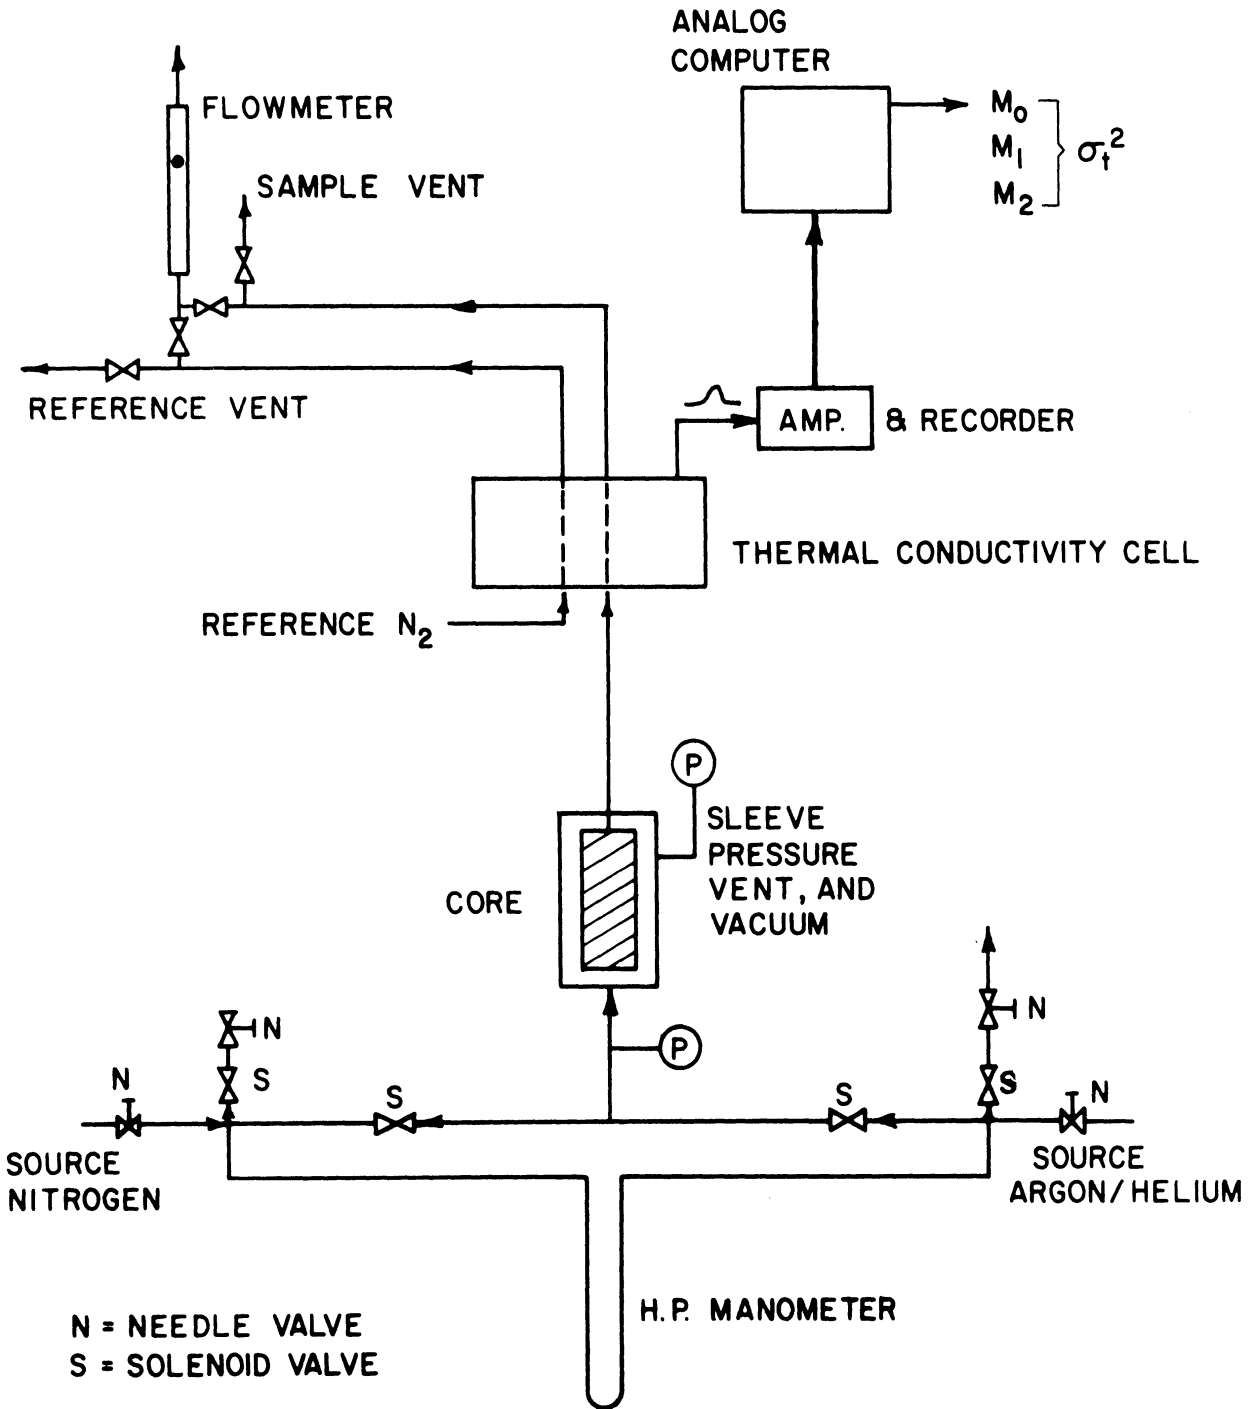 ANALOG
COMPUTER
M₀
M₁
M₂
σₜ²
FLOWMETER
SAMPLE VENT
REFERENCE VENT
AMP.
& RECORDER
THERMAL CONDUCTIVITY CELL
REFERENCE N₂
P
SLEEVE
PRESSURE
VENT, AND
VACUUM
CORE
P
N
S
N
S
S
N
S
N
SOURCE
NITROGEN
SOURCE
ARGON/HELIUM
H.P. MANOMETER
N = NEEDLE VALVE
S = SOLENOID VALVE